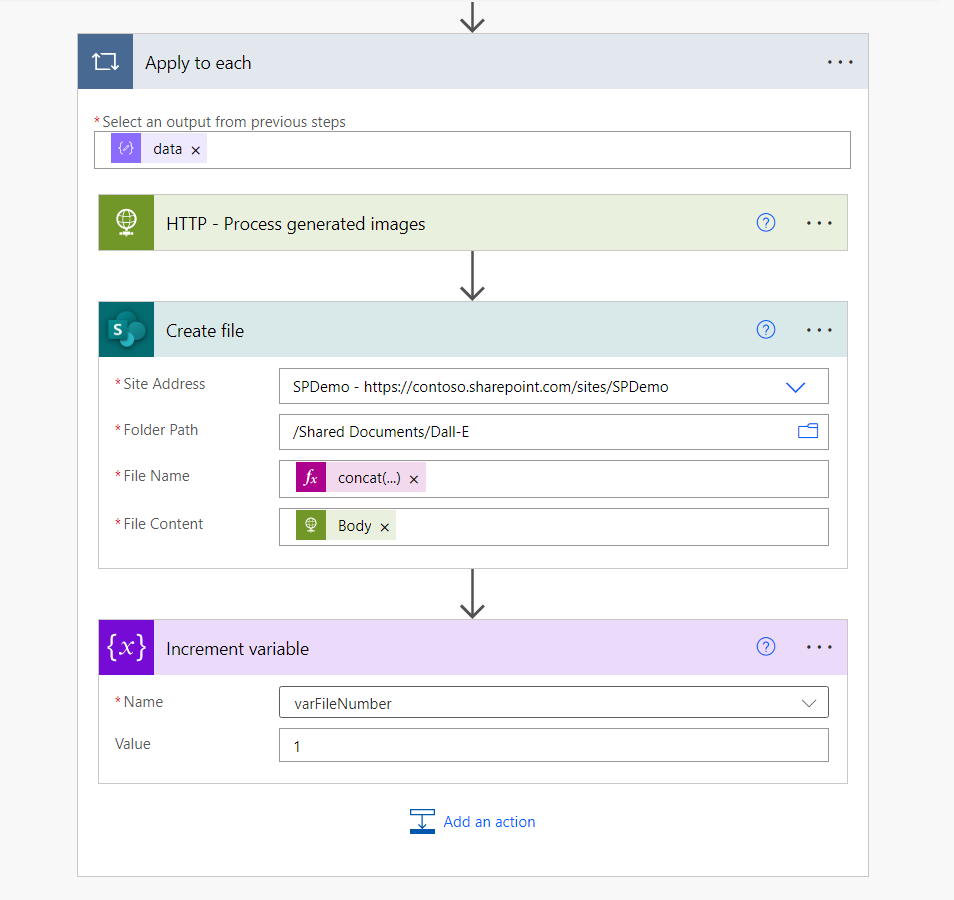 Apply to each
*Select an output from previous steps
data ×
HTTP - Process generated images
?
S
Create file
?
*Site Address
SPDemo - https://contoso.sharepoint.com/sites/SPDemo
*Folder Path
/Shared Documents/Dall-E
*File Name
fx concat(...) ×
*File Content
Body ×
{x}
Increment variable
?
*Name
varFileNumber
Value
1
Add an action